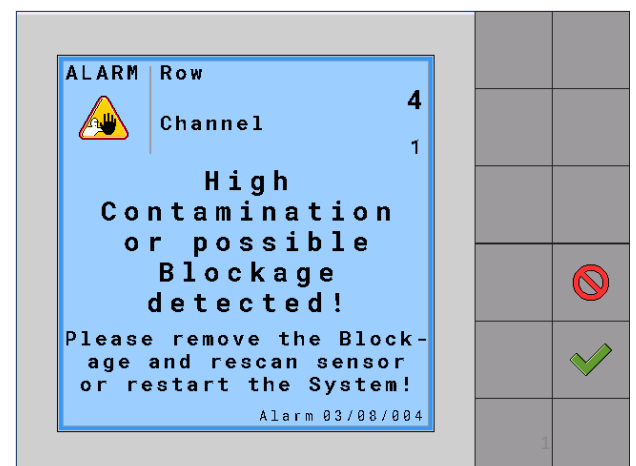 ALARM Row
4
Channel
1
High
Contamination
or possible
Blockage
detected!
Please remove the Block-
age and rescan sensor
or restart the System!
Alarm 03/08/004
1